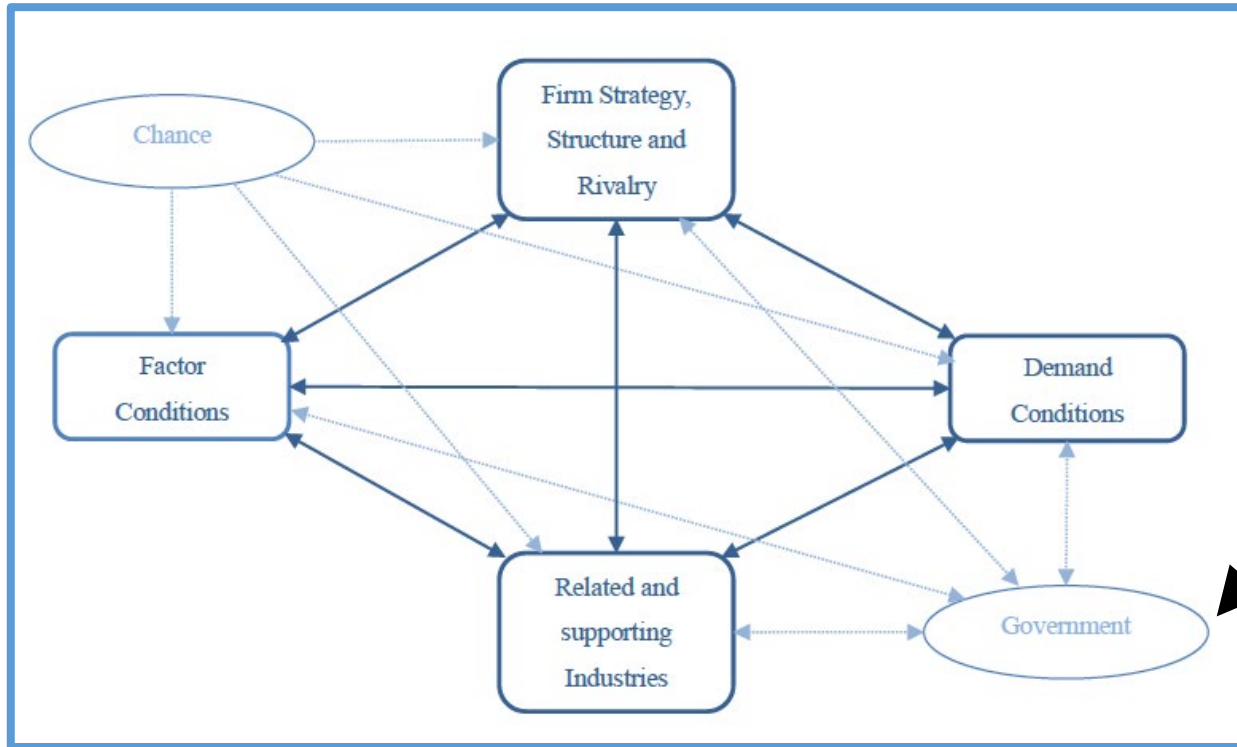 Firm Strategy,
Structure and
Rivalry
Chance
Factor
Conditions
Demand
Conditions
Related and
supporting
Industries
Government